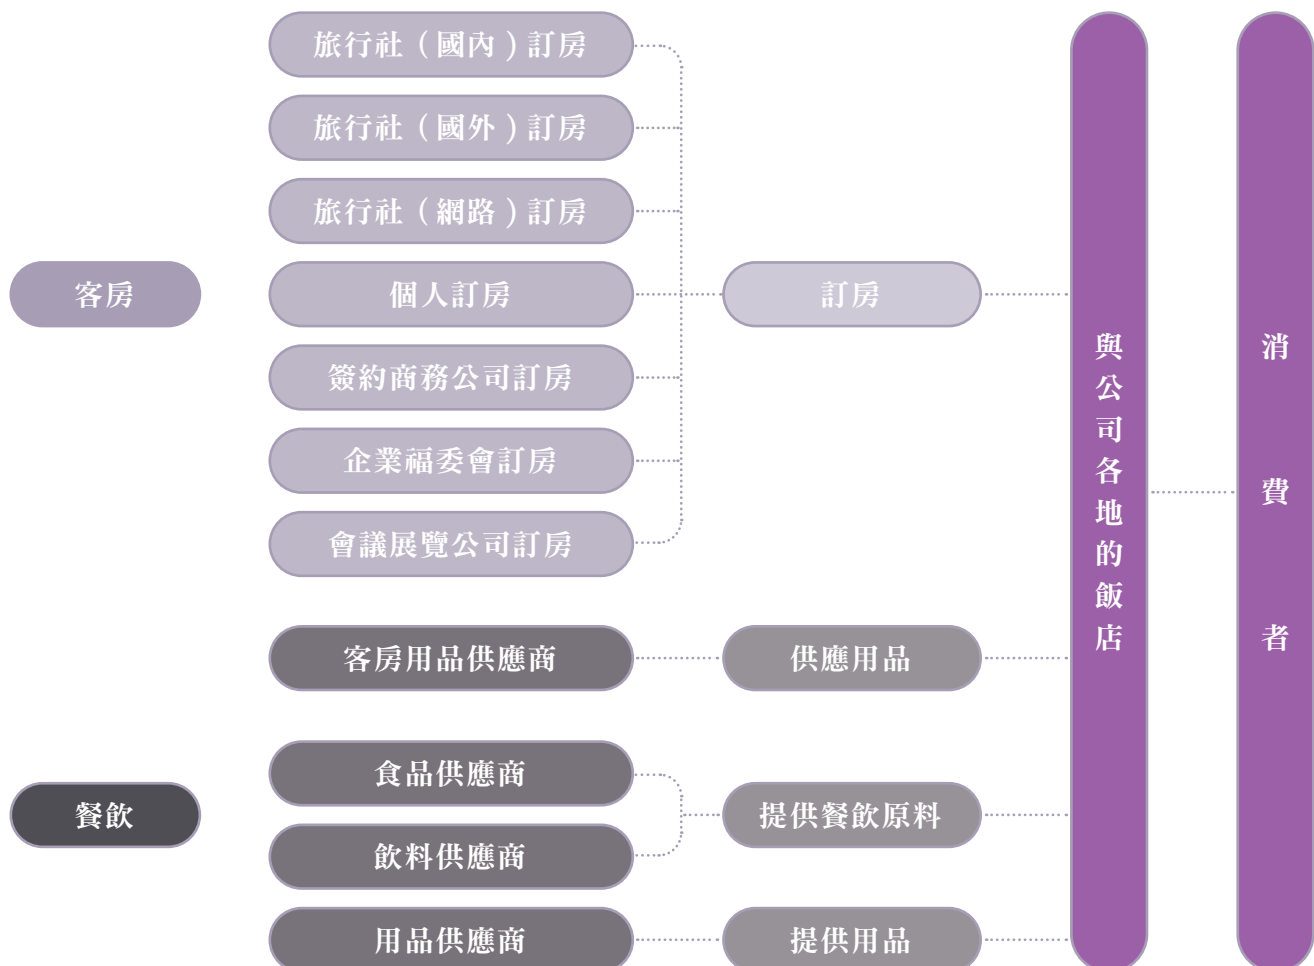 客房
旅行社（國內）訂房
旅行社（國外）訂房
旅行社（網路）訂房
個人訂房
簽約商務公司訂房
企業福委會訂房
會議展覽公司訂房
訂房
客房用品供應商
供應用品
餐飲
食品供應商
飲料供應商
提供餐飲原料
用品供應商
提供用品
與公司各地的飯店
消費者